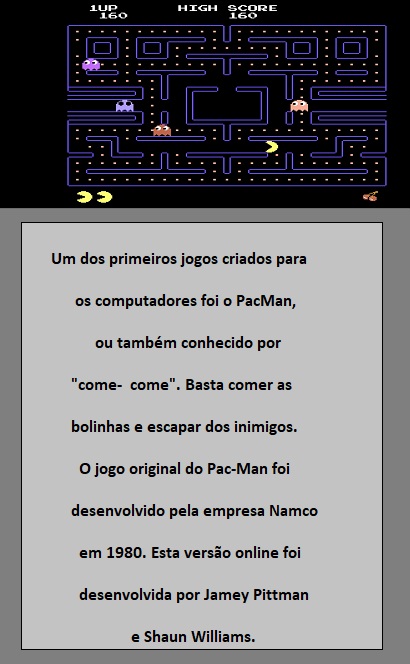 1UP HIGH SCORE
160 160
Um dos primeiros jogos criados para
os computadores foi o PacMan,
ou também conhecido por
"come- come". Basta comer as
bolinhas e escapar dos inimigos.
O jogo original do Pac-Man foi
desenvolvido pela empresa Namco
em 1980. Esta versão online foi
desenvolvida por Jamey Pittman
e Shaun Williams.